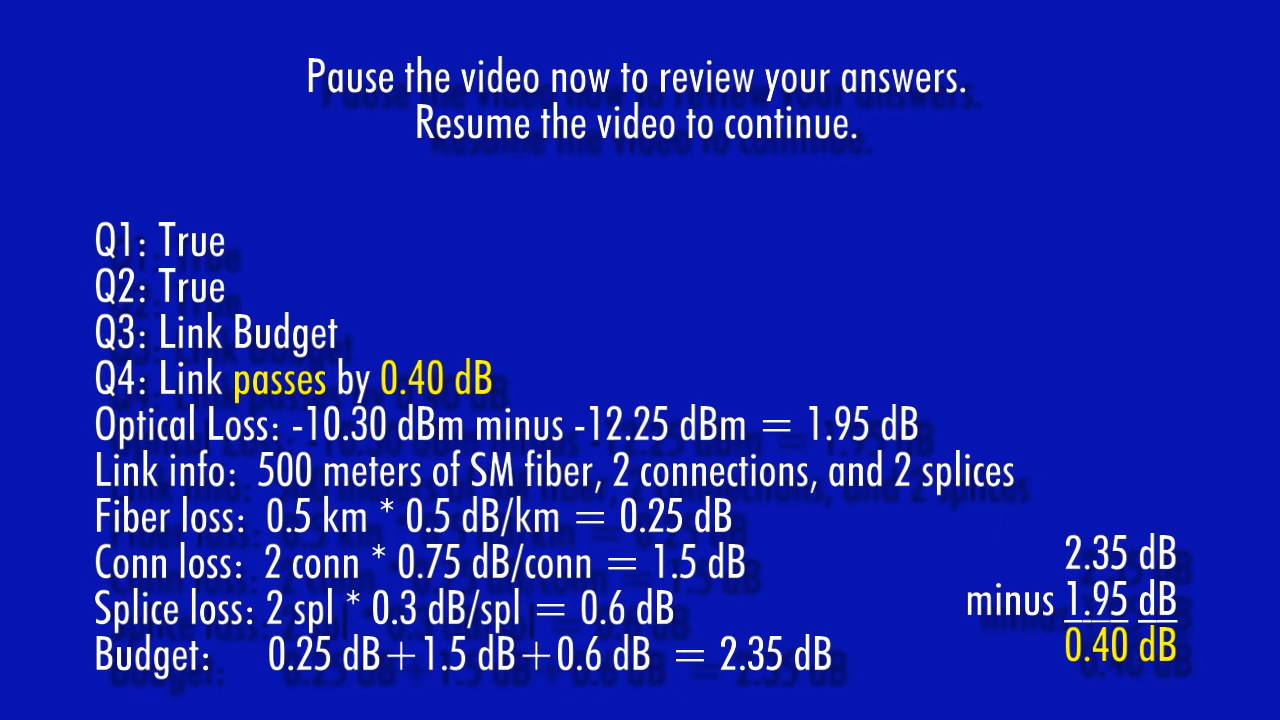 Pause the video now to review your answers.
Resume the video to continue.
Q1: True
Q2: True
Q3: Link Budget
Q4: Link passes by 0.40 dB
Optical Loss: -10.30 dBm minus -12.25 dBm = 1.95 dB
Link info: 500 meters of SM fiber, 2 connections, and 2 splices
Fiber loss: 0.5 km * 0.5 dB/km = 0.25 dB
Conn loss: 2 conn * 0.75 dB/conn = 1.5 dB
Splice loss: 2 spl * 0.3 dB/spl = 0.6 dB
Budget: 0.25 dB+1.5 dB+0.6 dB = 2.35 dB
2.35 dB
minus 1.95 dB
0.40 dB